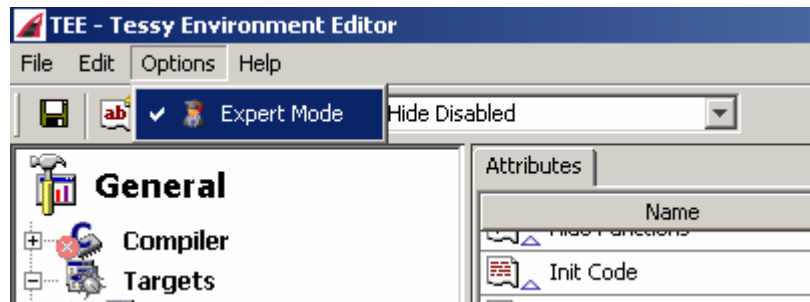 TEE - Tessy Environment Editor
File Edit Options Help
ab Expert Mode Hide Disabled
General
Attributes
Name
Compiler
Init Code
Targets